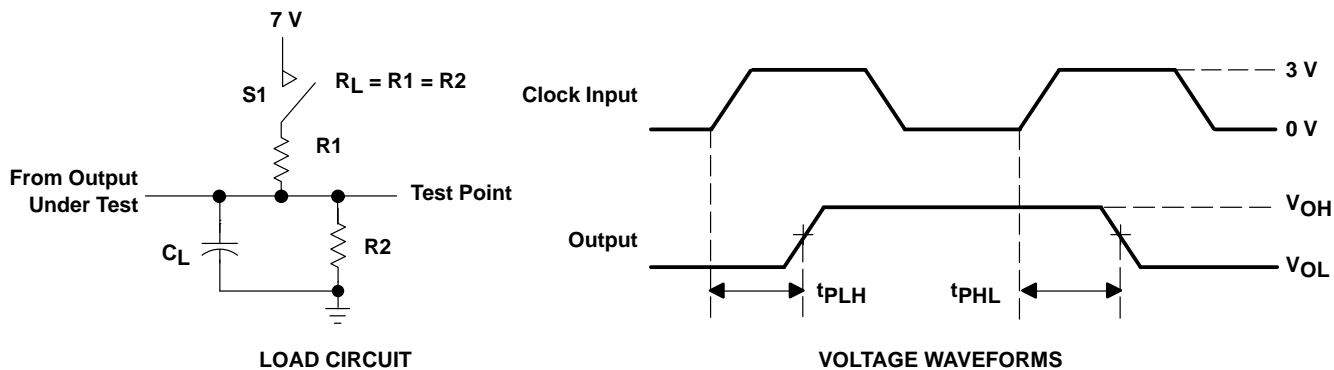 7 V
S1
RL = R1 = R2
R1
From Output
Under Test
Test Point
CL
R2
LOAD CIRCUIT
Clock Input
3 V
0 V
Output
VOH
VOL
tPLH
tPHL
VOLTAGE WAVEFORMS